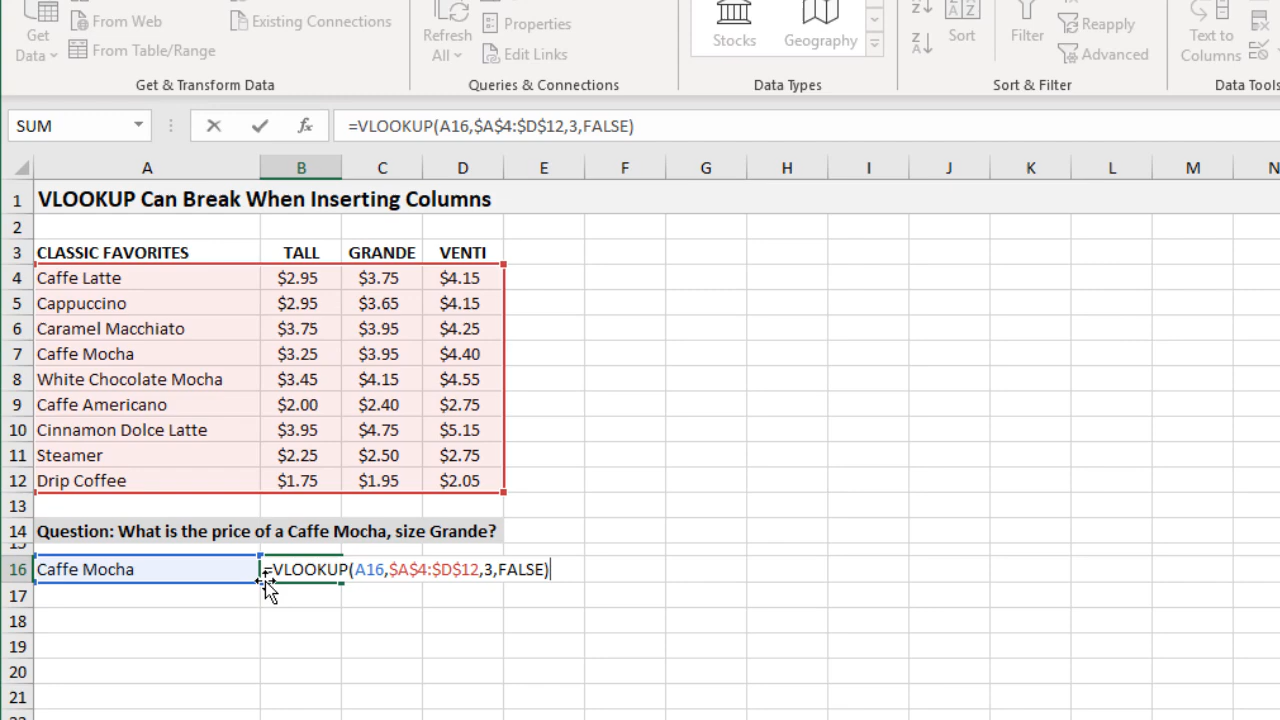 From Web
Existing Connections
Get
Data
From Table/Range
Get & Transform Data
Refresh
All
Properties
Edit Links
Queries & Connections
Stocks
Geography
Data Types
Sort
Filter
Reapply
Advanced
Sort & Filter
Text to
Columns
Data Tools
SUM
fx
=VLOOKUP(A16,$A$4:$D$12,3,FALSE)
A B C D E F G H I J K L M N
1 VLOOKUP Can Break When Inserting Columns
2
3 CLASSIC FAVORITES TALL GRANDE VENTI
4 Caffe Latte $2.95 $3.75 $4.15
5 Cappuccino $2.95 $3.65 $4.15
6 Caramel Macchiato $3.75 $3.95 $4.25
7 Caffe Mocha $3.25 $3.95 $4.40
8 White Chocolate Mocha $3.45 $4.15 $4.55
9 Caffe Americano $2.00 $2.40 $2.75
10 Cinnamon Dolce Latte $3.95 $4.75 $5.15
11 Steamer $2.25 $2.50 $2.75
12 Drip Coffee $1.75 $1.95 $2.05
13
14 Question: What is the price of a Caffe Mocha, size Grande?
16 Caffe Mocha =VLOOKUP(A16,$A$4:$D$12,3,FALSE)
17
18
19
20
21